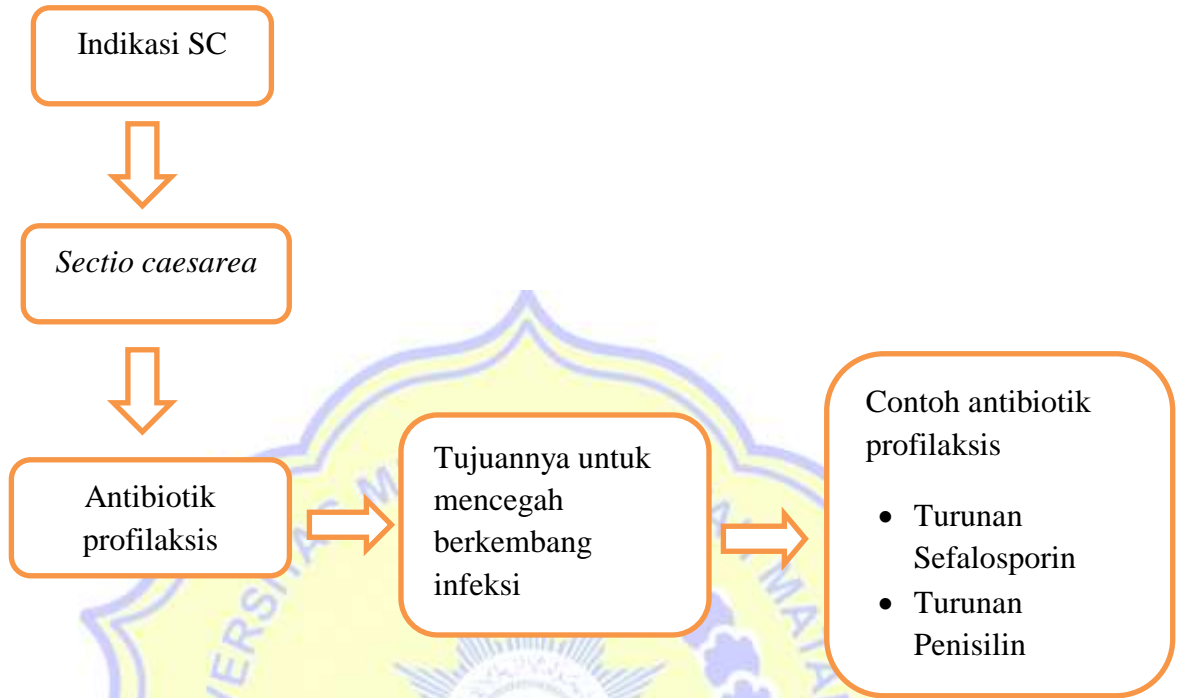 Indikasi SC
Sectio caesarea
Antibiotik
profilaksis
Tujuannya untuk
mencegah
berkembang
infeksi
Contoh antibiotik
profilaksis
• Turunan
Sefalosporin
• Turunan
Penisilin